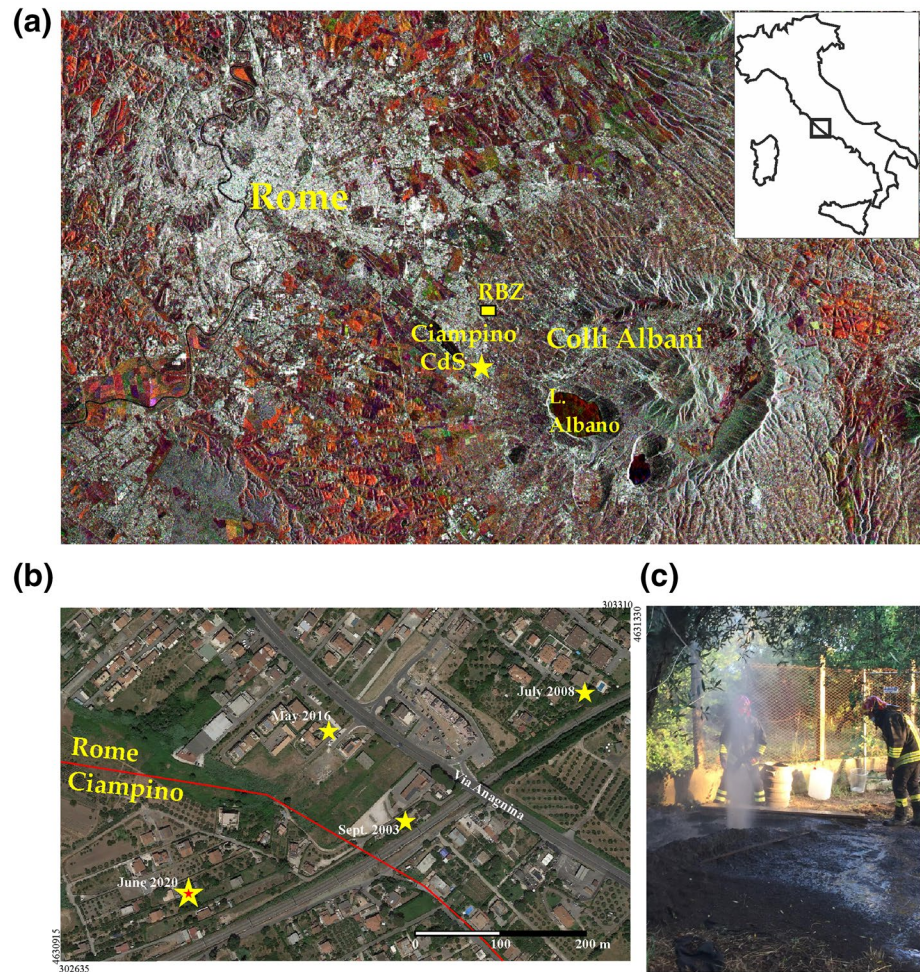 (a)
Rome
RBZ
Ciampino
CdS
Colli Albani
L.
Albano
(b)
(c)
303310
4631330
July 2008
May 2016
Rome
Ciampino
Via Anagnina
Sept. 2003
June 2020
0 100 200 m
4630915
302635